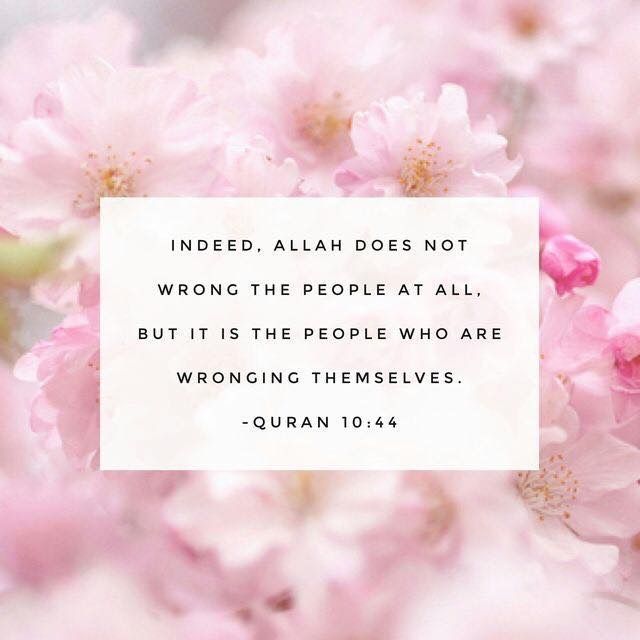 INDEED, ALLAH DOES NOT
WRONG THE PEOPLE AT ALL,
BUT IT IS THE PEOPLE WHO ARE
WRONGING THEMSELVES.
-QURAN 10:44